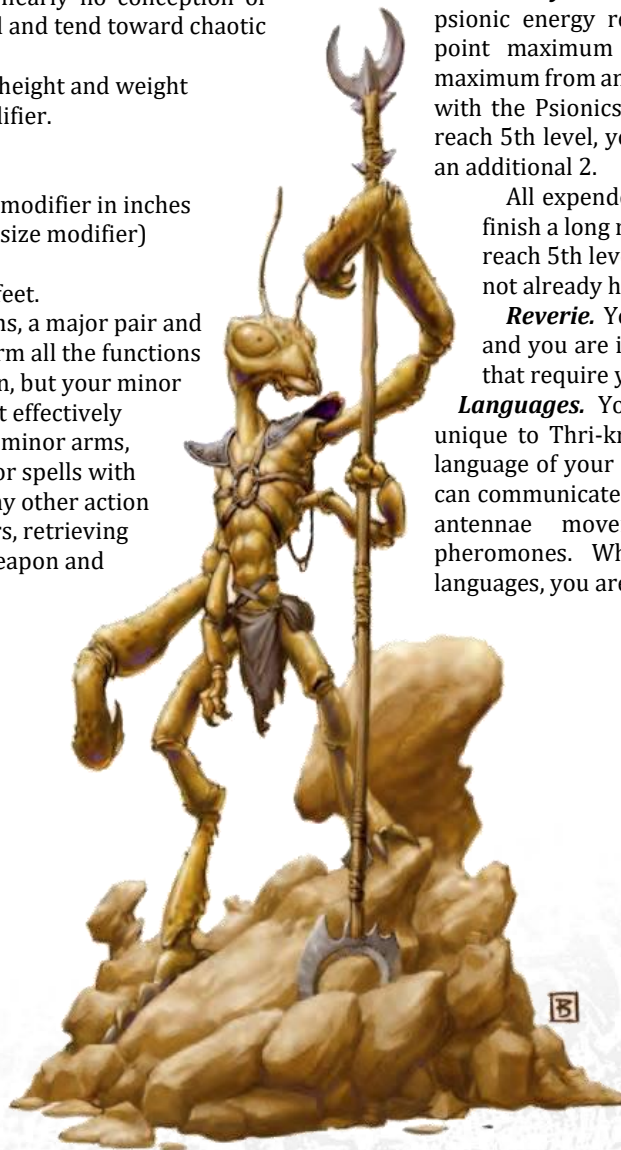 nearly no conception of
and tend toward chaotic
height and weight
modifier in inches
size modifier)
feet.
ns, a major pair and
rm all the functions
n, but your minor
t effectively
minor arms,
or spells with
ny other action
rs, retrieving
eapon and
psionic energy re
point maximum
maximum from an
with the Psionics
reach 5th level, yo
an additional 2.
All expende
finish a long r
reach 5th lev
not already h
Reverie. Yo
and you are i
that require y
Languages. Yo
unique to Thri-kr
language of your
can communicate
antennae move
pheromones. Wh
languages, you are
B